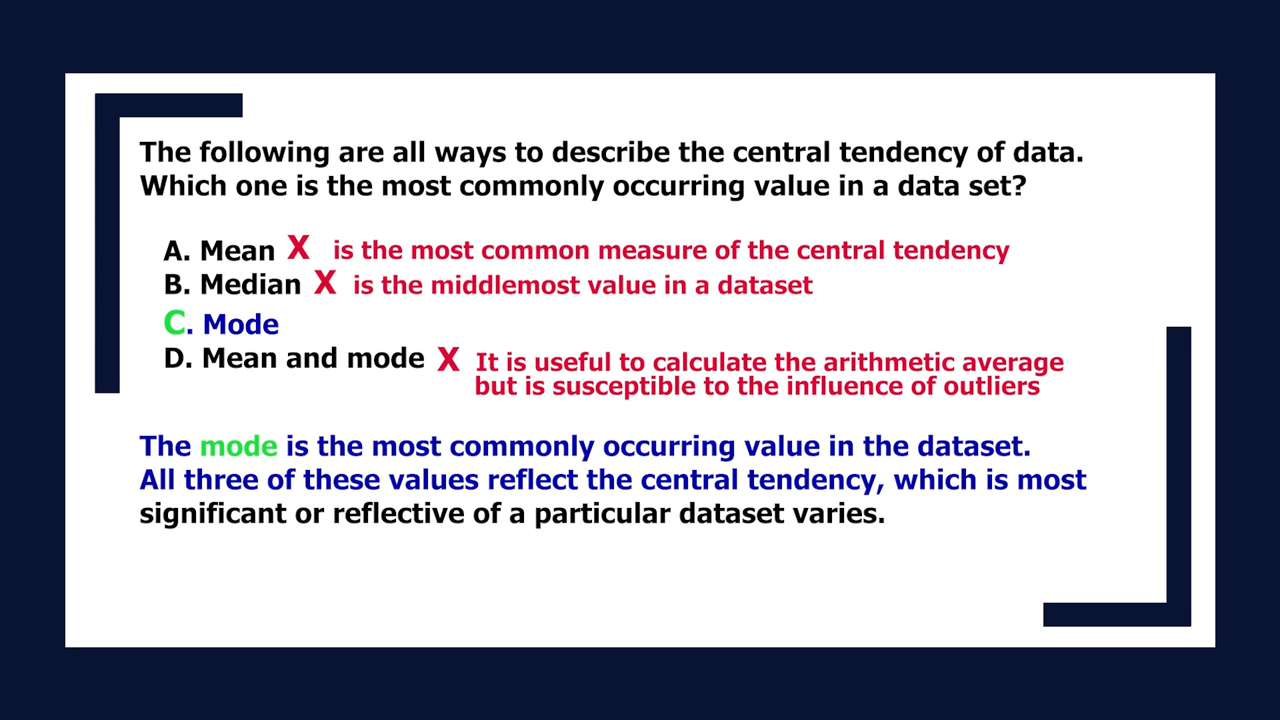 The following are all ways to describe the central tendency of data.
Which one is the most commonly occurring value in a data set?
A. Mean X is the most common measure of the central tendency
B. Median X is the middlemost value in a dataset
C. Mode
D. Mean and mode X It is useful to calculate the arithmetic average
but is susceptible to the influence of outliers
The mode is the most commonly occurring value in the dataset.
All three of these values reflect the central tendency, which is most
significant or reflective of a particular dataset varies.